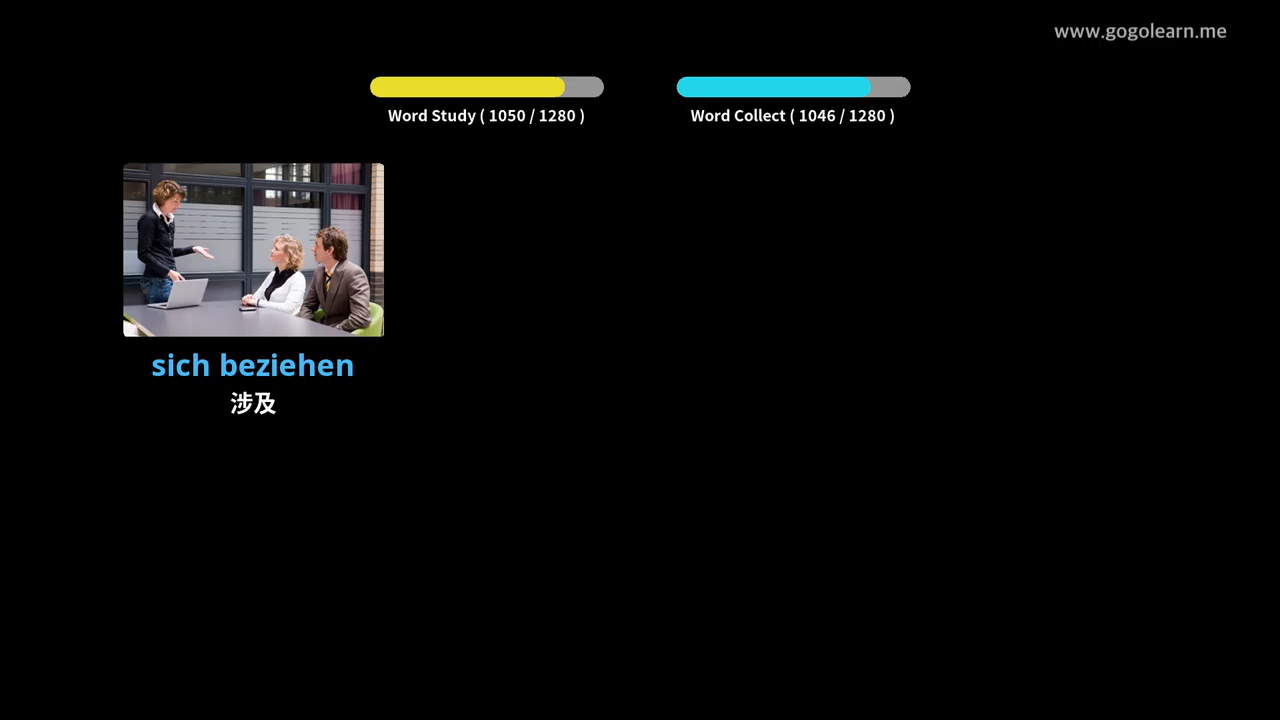 www.gogolearn.me
Word Study ( 1050 / 1280 )
Word Collect ( 1046 / 1280 )
sich beziehen
涉及